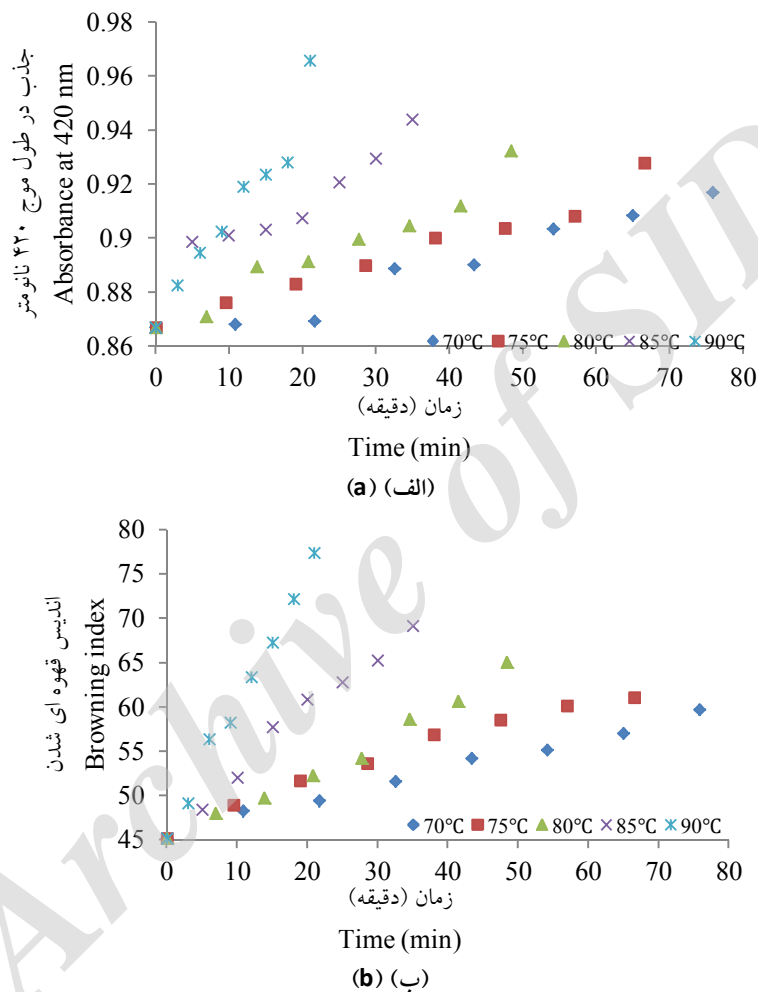 0.98
0.96
0.94
0.92
0.9
0.88
0.86
جذب در طول موج ۴۲۰ نانومتر
Absorbance at 420 nm
70°C 75°C 80°C 85°C 90°C
0 10 20 30 40 50 60 70 80
زمان (دقیقه)
Time (min)
(الف) (a)
80
75
70
65
60
55
50
45
اندیس قهوه ای شدن
Browning index
70°C 75°C 80°C 85°C 90°C
0 10 20 30 40 50 60 70 80
زمان (دقیقه)
Time (min)
(ب) (b)
Archive of SID